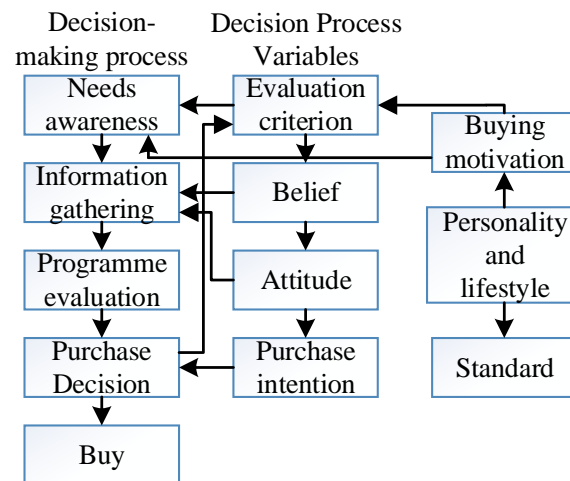 Decision-
making process
Needs
awareness
Information
gathering
Programme
evaluation
Purchase
Decision
Buy
Decision Process
Variables
Evaluation
criterion
Belief
Attitude
Purchase
intention
Buying
motivation
Personality
and
lifestyle
Standard